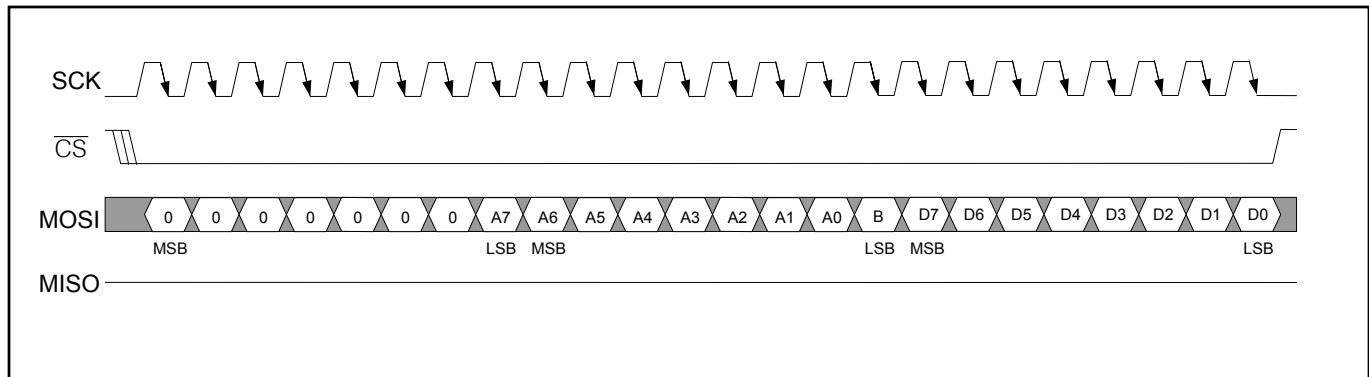 SCK
CS
MOSI 0 0 0 0 0 0 0 A7 A6 A5 A4 A3 A2 A1 A0 B D7 D6 D5 D4 D3 D2 D1 D0
MSB LSB MSB LSB MSB LSB
MISO